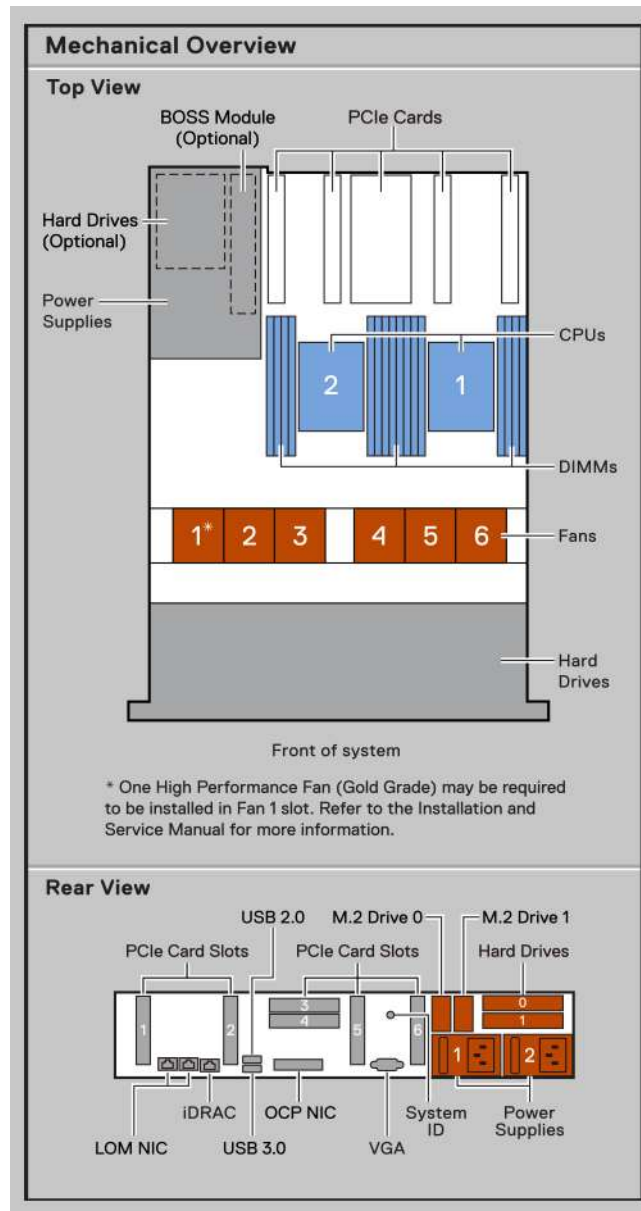 Mechanical Overview
Top View
BOSS Module
(Optional)
PCIe Cards
Hard Drives
(Optional)
Power
Supplies
CPUs
2
1
DIMMs
1*
2
3
4
5
6
Fans
Hard
Drives
Front of system
* One High Performance Fan (Gold Grade) may be required
to be installed in Fan 1 slot. Refer to the Installation and
Service Manual for more information.
Rear View
USB 2.0
M.2 Drive 0
M.2 Drive 1
PCIe Card Slots
PCIe Card Slots
Hard Drives
1
2
3
4
5
6
0
1
1
2
iDRAC
OCP NIC
System
ID
Power
Supplies
LOM NIC
USB 3.0
VGA